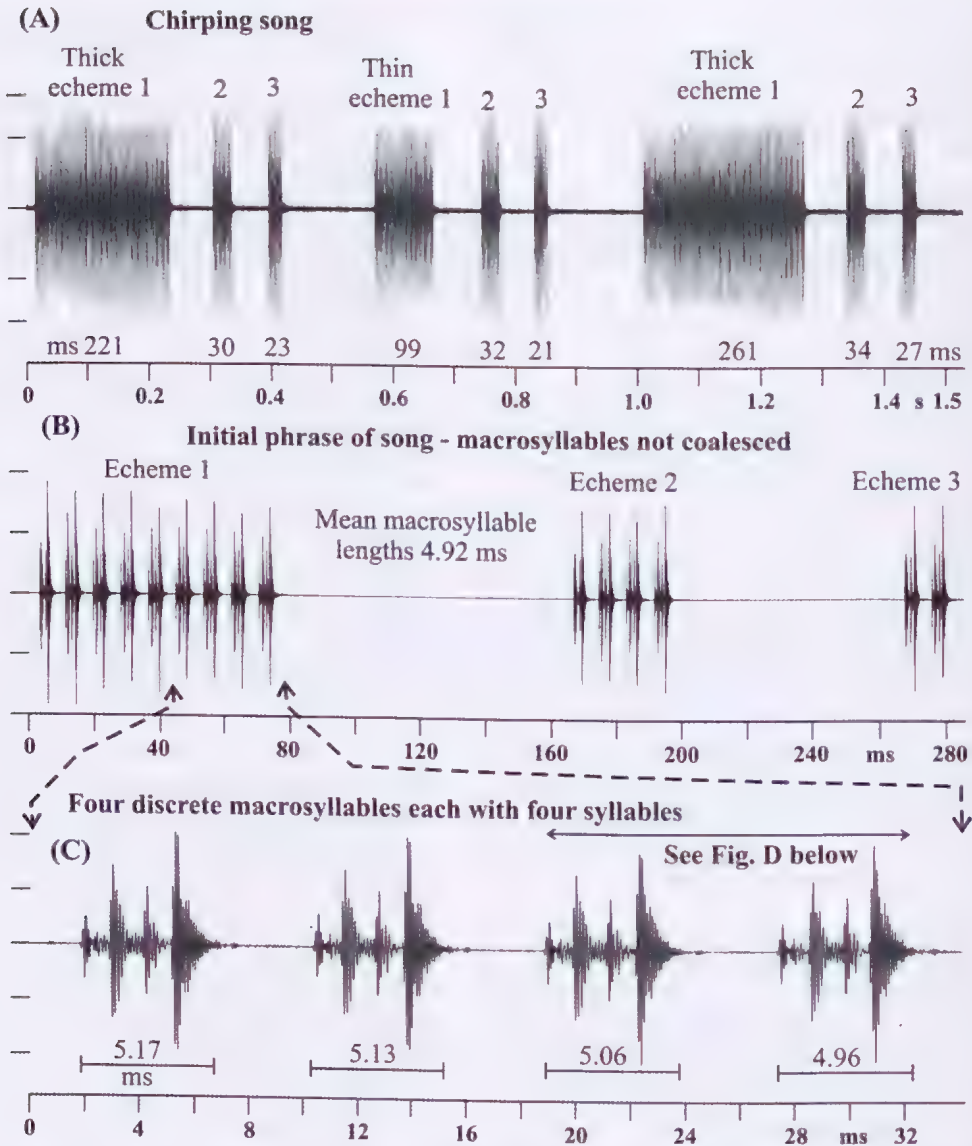 (A) Chirping song
Thick echeme 1 2 3 Thin echeme 1 2 3 Thick echeme 1 2 3
ms 221 30 23 99 32 21 261 34 27 ms
0 0.2 0.4 0.6 0.8 1.0 1.2 1.4 s 1.5
(B) Initial phrase of song - macrosyllables not coalesced
Echeme 1 Echeme 2 Echeme 3
Mean macrosyllable
lengths 4.92 ms
0 40 80 120 160 200 240 ms 280
Four discrete macrosyllables each with four syllables
(C) See Fig. D below
5.17 5.13 5.06 4.96
ms
0 4 8 12 16 20 24 28 ms 32